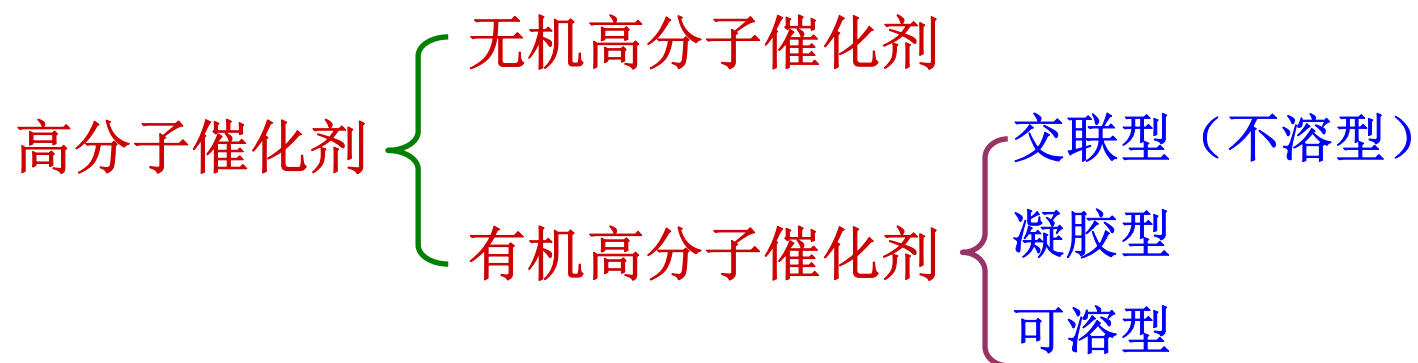 高分子催化剂
无机高分子催化剂
有机高分子催化剂
交联型（不溶型）
凝胶型
可溶型